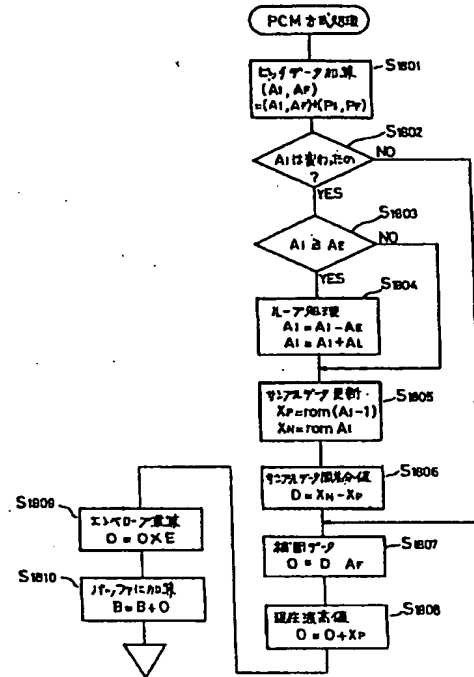 PCM方式処理
S1801
ピッチデータ加算
(AI, AF)
=(AI, AF)+(PI, PF)
S1802
AIは変わったの
?
NO
YES
S1803
AI≧AE
NO
YES
S1804
ループ処理
AI=AI-AE
AI=AI+AL
S1805
サンプルデータ更新
XP=rom(AI-1)
XN=rom AI
S1806
サンプルデータ間差分値
D=XN-XP
S1807
補間データ
O=D AF
S1808
現在波高値
O=O+XP
S1809
エンベロープ乗算
O=O×E
S1810
バッファに加算
B=B+O